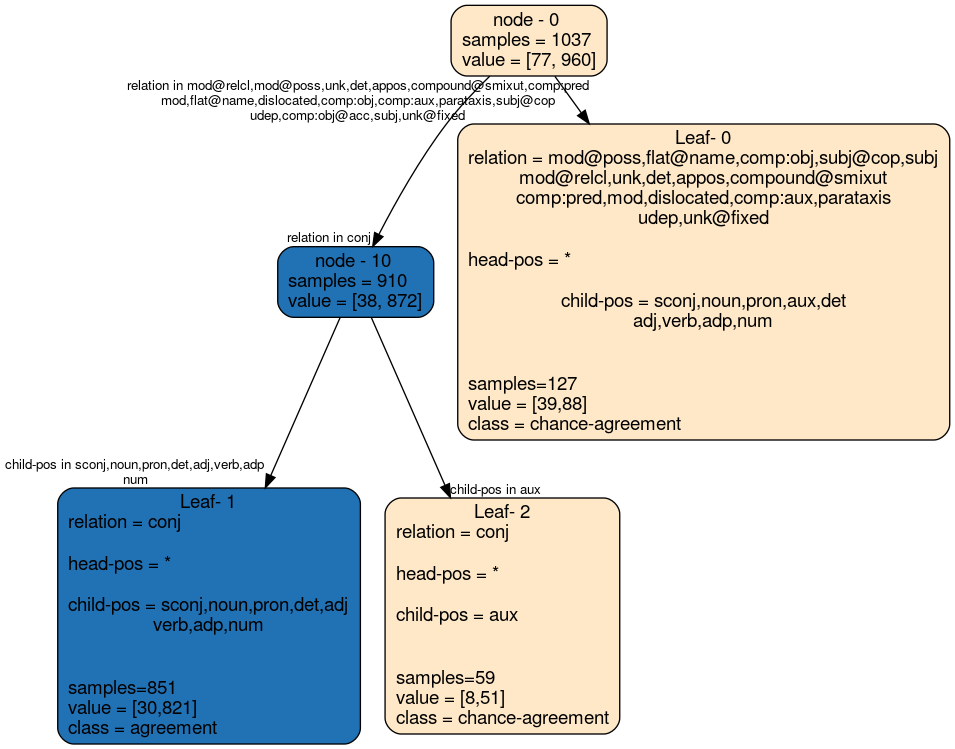 node - 0
samples = 1037
value = [77, 960]
relation in mod@relcl,mod@poss,unk,det,appos,compound@smixut,comp:pred
mod,flat@name,dislocated,comp:obj,comp:aux,parataxis,subj@cop
udep,comp:obj@acc,subj,unk@fixed
Leaf- 0
relation = mod@poss,flat@name,comp:obj,subj@cop,subj
mod@relcl,unk,det,appos,compound@smixut
comp:pred,mod,dislocated,comp:aux,parataxis
udep,unk@fixed
head-pos = *
child-pos = sconj,noun,pron,aux,det
adj,verb,adp,num
samples=127
value = [39,88]
class = chance-agreement
relation in conj
node - 10
samples = 910
value = [38, 872]
child-pos in sconj,noun,pron,det,adj,verb,adp
num
Leaf- 1
relation = conj
head-pos = *
child-pos = sconj,noun,pron,det,adj
verb,adp,num
samples=851
value = [30,821]
class = agreement
child-pos in aux
Leaf- 2
relation = conj
head-pos = *
child-pos = aux
samples=59
value = [8,51]
class = chance-agreement